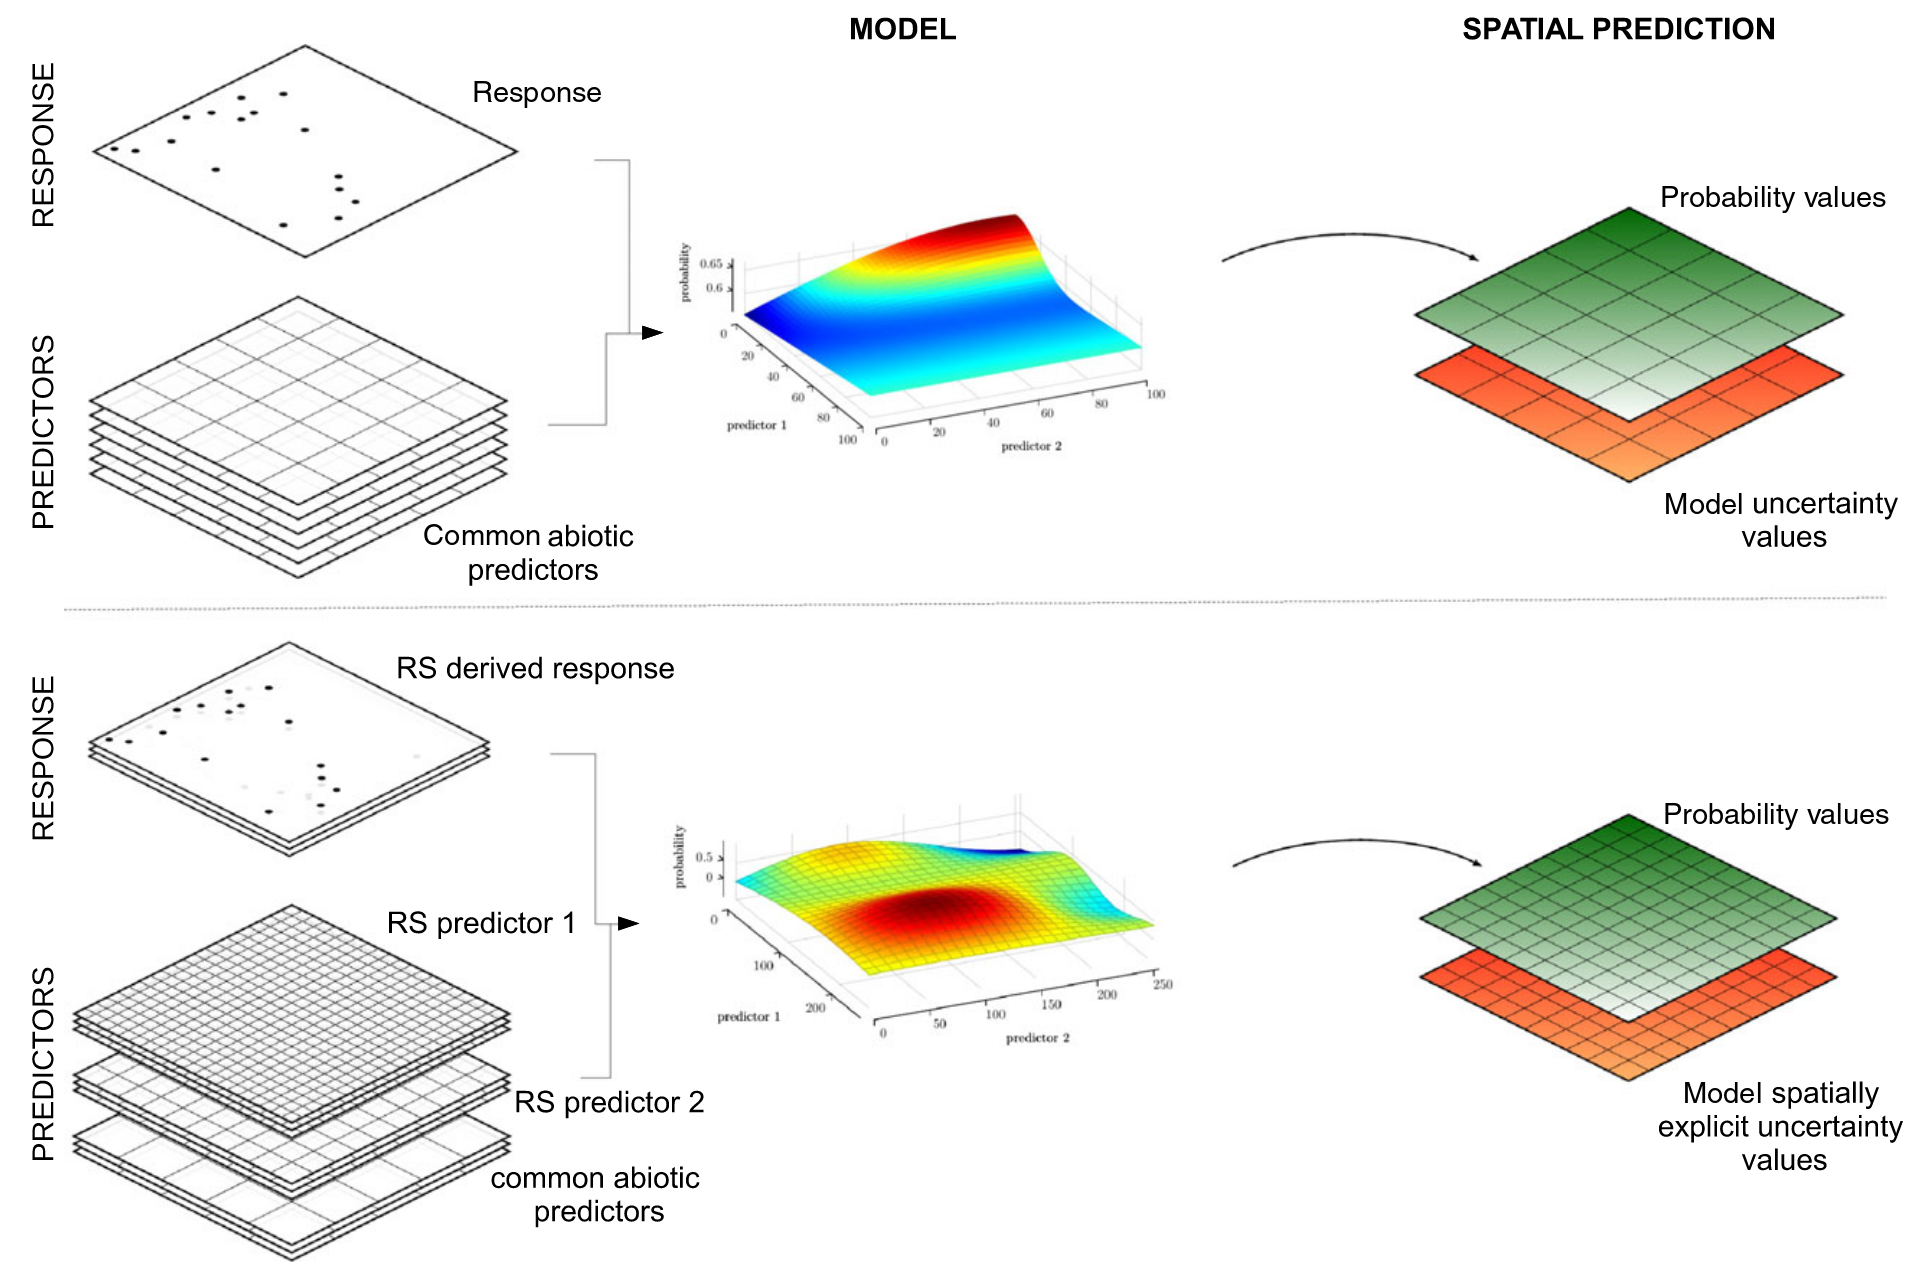 MODEL
SPATIAL PREDICTION
RESPONSE
Response
PREDICTORS
Common abiotic
predictors
probability
0.65
0.6
0
20
40
60
80
100
predictor 1
0
20
40
60
80
100
predictor 2
Probability values
Model uncertainty
values
RESPONSE
RS derived response
PREDICTORS
RS predictor 1
RS predictor 2
common abiotic
predictors
probability
0.5
0
0
100
200
predictor 1
0
50
100
150
200
250
predictor 2
Probability values
Model spatially
explicit uncertainty
values